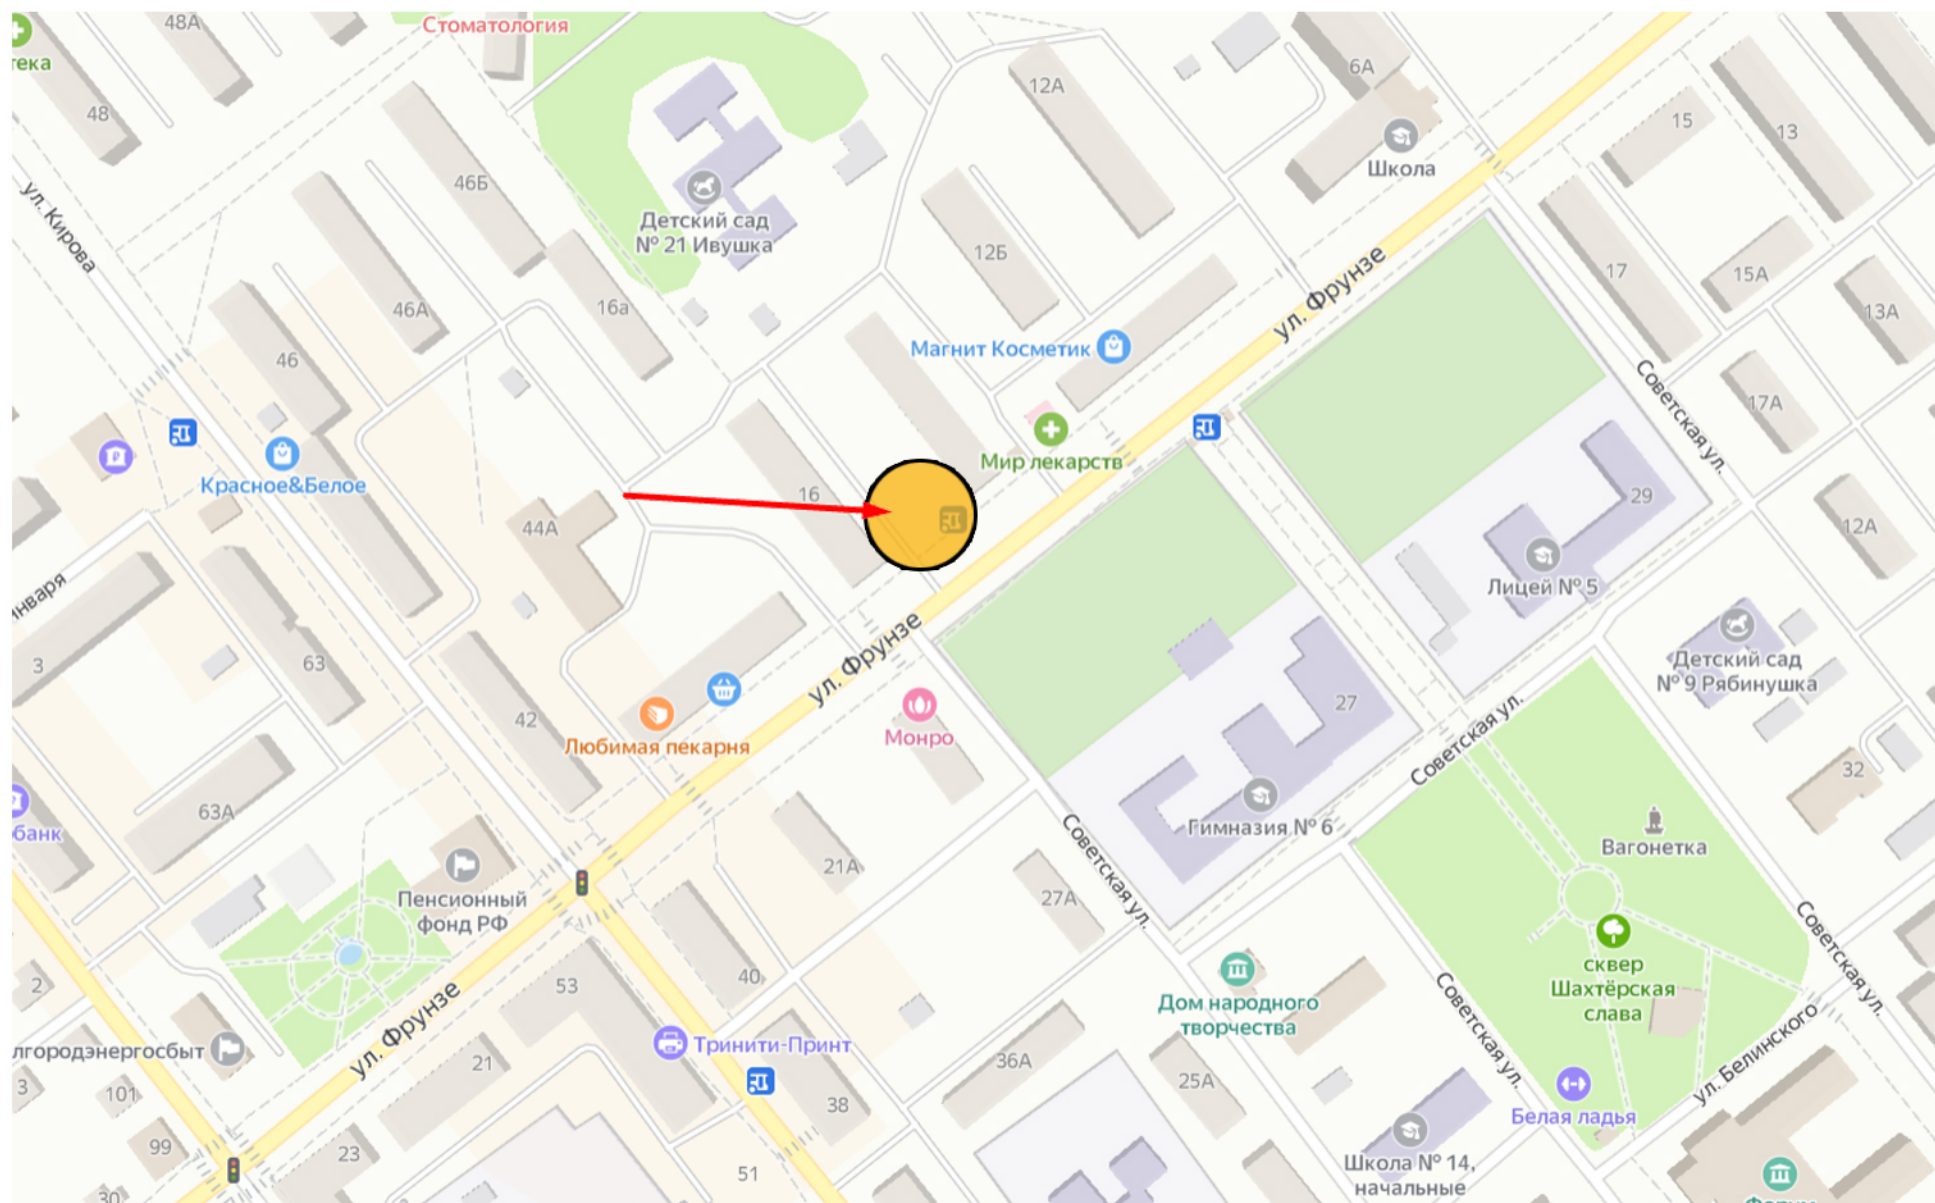 48А
Стоматология
тека
48
12А
6А
15
13
Школа
46Б
ул. Кирова
Детский сад
№ 21 Ивушка
12Б
ул. Фрунзе
17
15А
13А
46А
16а
46
Магнит Косметик
Советская ул.
17А
Красное&Белое
Мир лекарств
16
44А
29
12А
Лицей № 5
нваря
3
63
ул. Фрунзе
Детский сад
№ 9 Рябинушка
42
27
Любимая пекарня
Монро
Советская ул.
32
63А
банк
Гимназия № 6
Вагонетка
21А
Советская ул.
27А
Пенсионный
фонд РФ
Советская ул.
2
53
40
сквер
Шахтёрская
слава
Дом народного
творчества
Советская ул.
ул. Фрунзе
лгородэнергосбыт
21
Тринити-Принт
36А
25А
ул. Белинского
3
101
38
Белая ладья
99
23
51
Школа № 14,
начальные
30